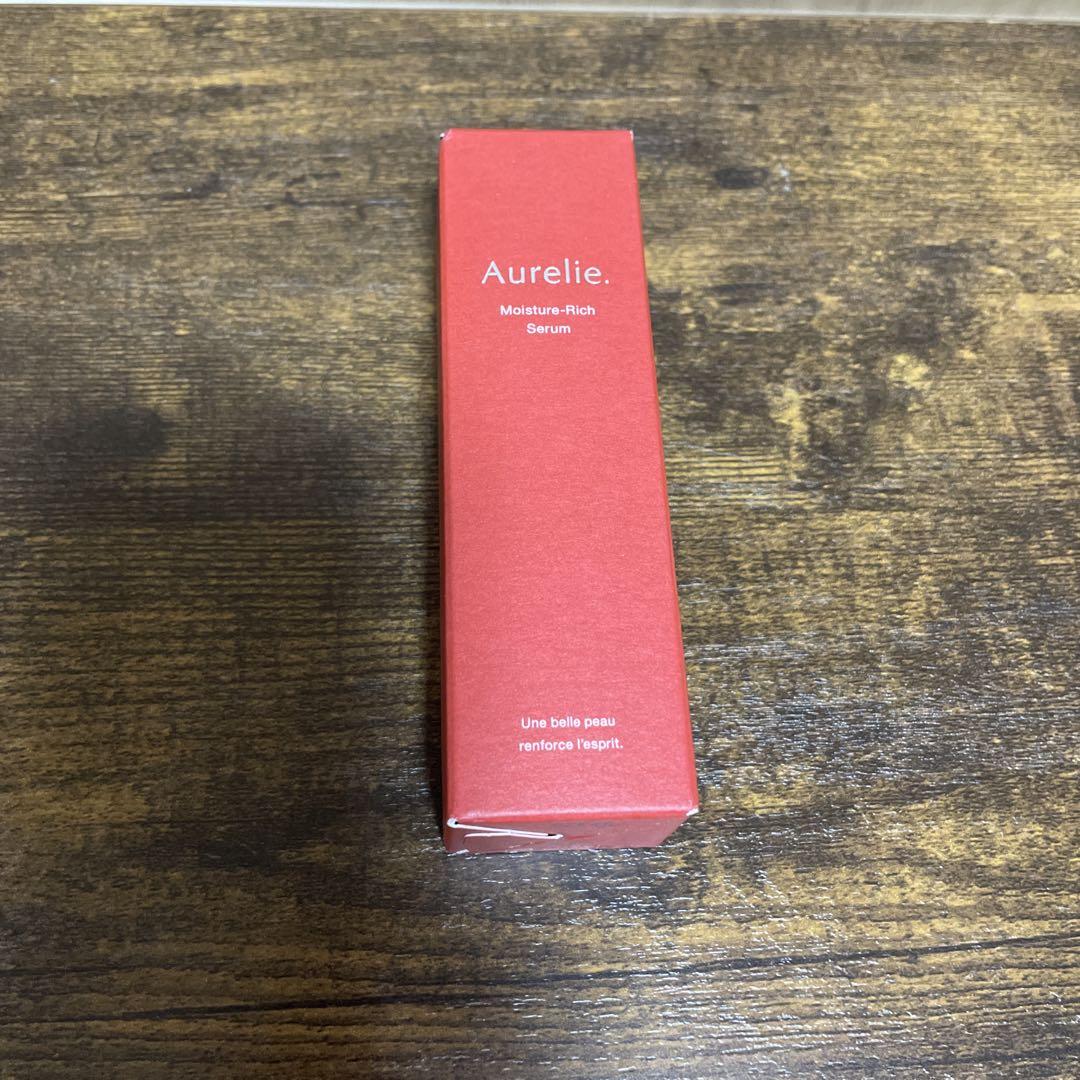 Aurelie.
Moisture-Rich
Serum
Une belle peau
renforce l'esprit.